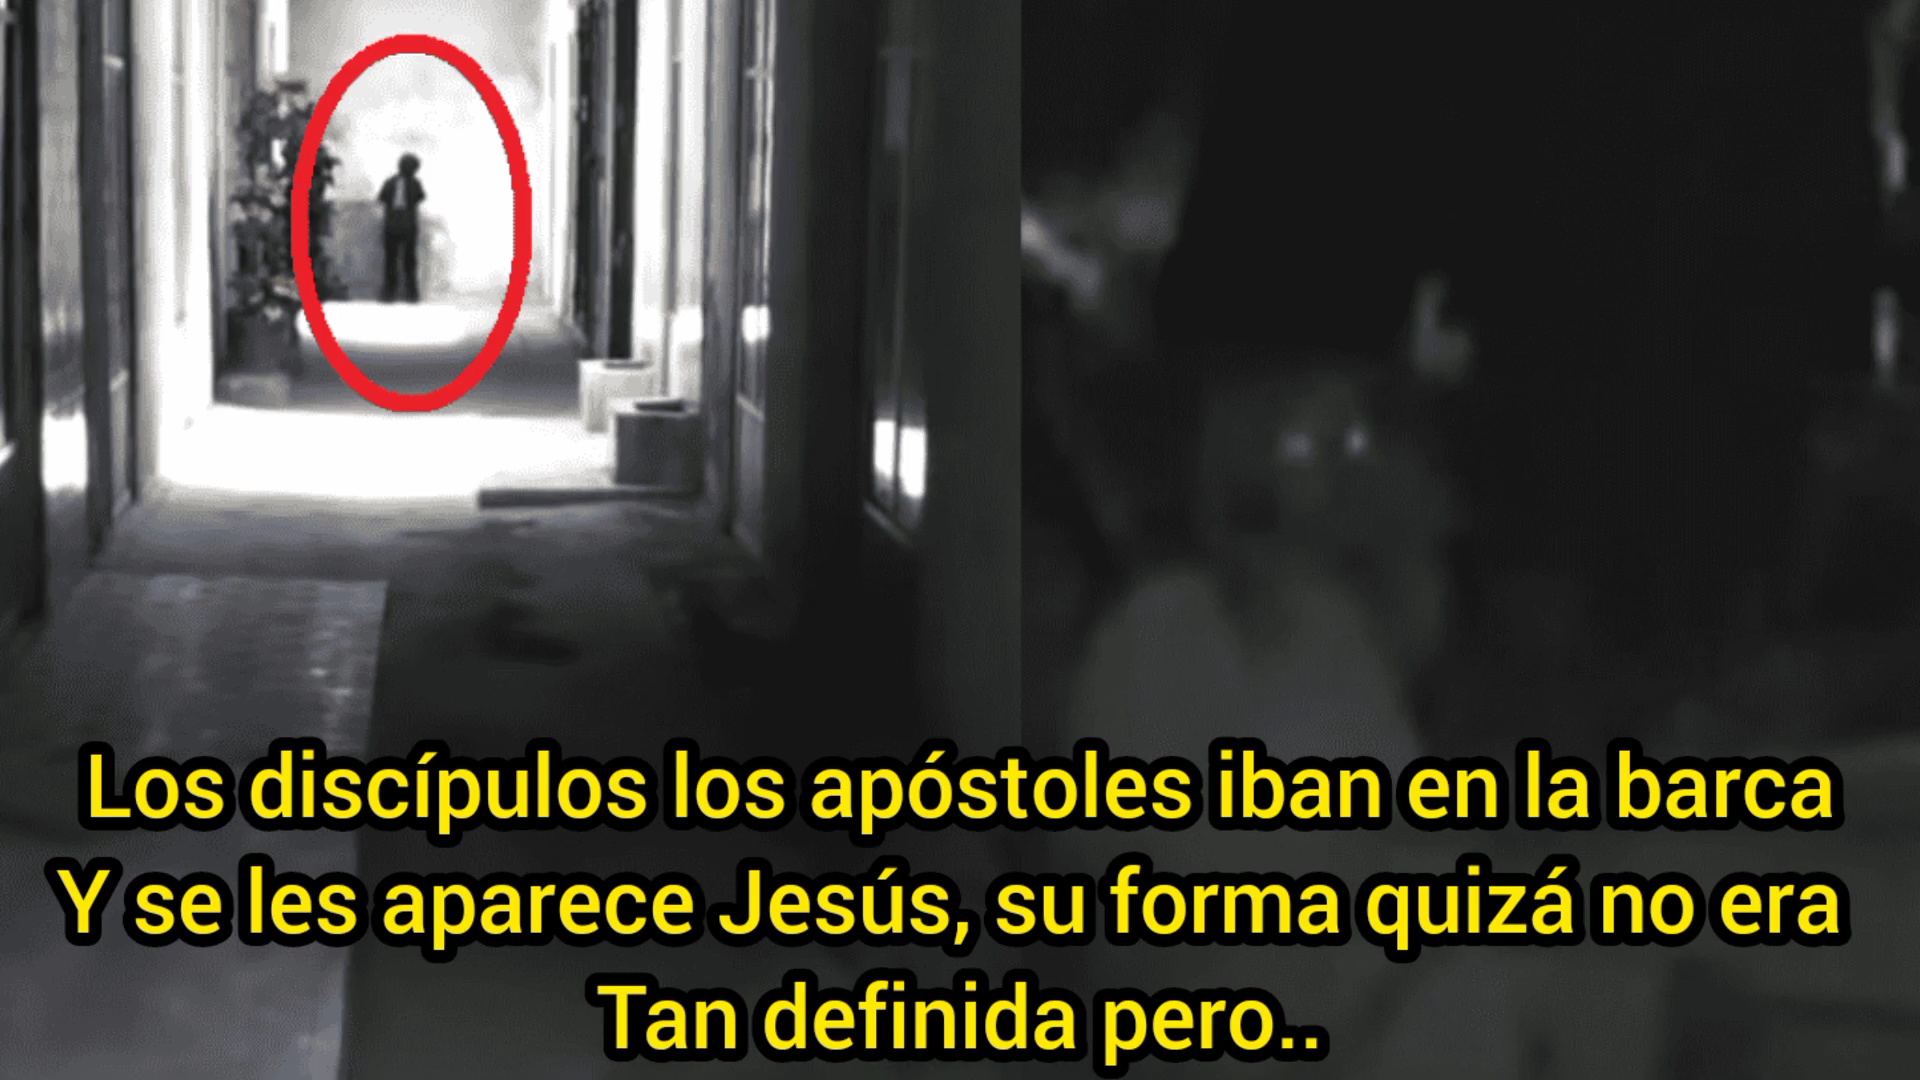 Los discípulos los apóstoles iban en la barca
Y se les aparece Jesús, su forma quizá no era
Tan definida pero..